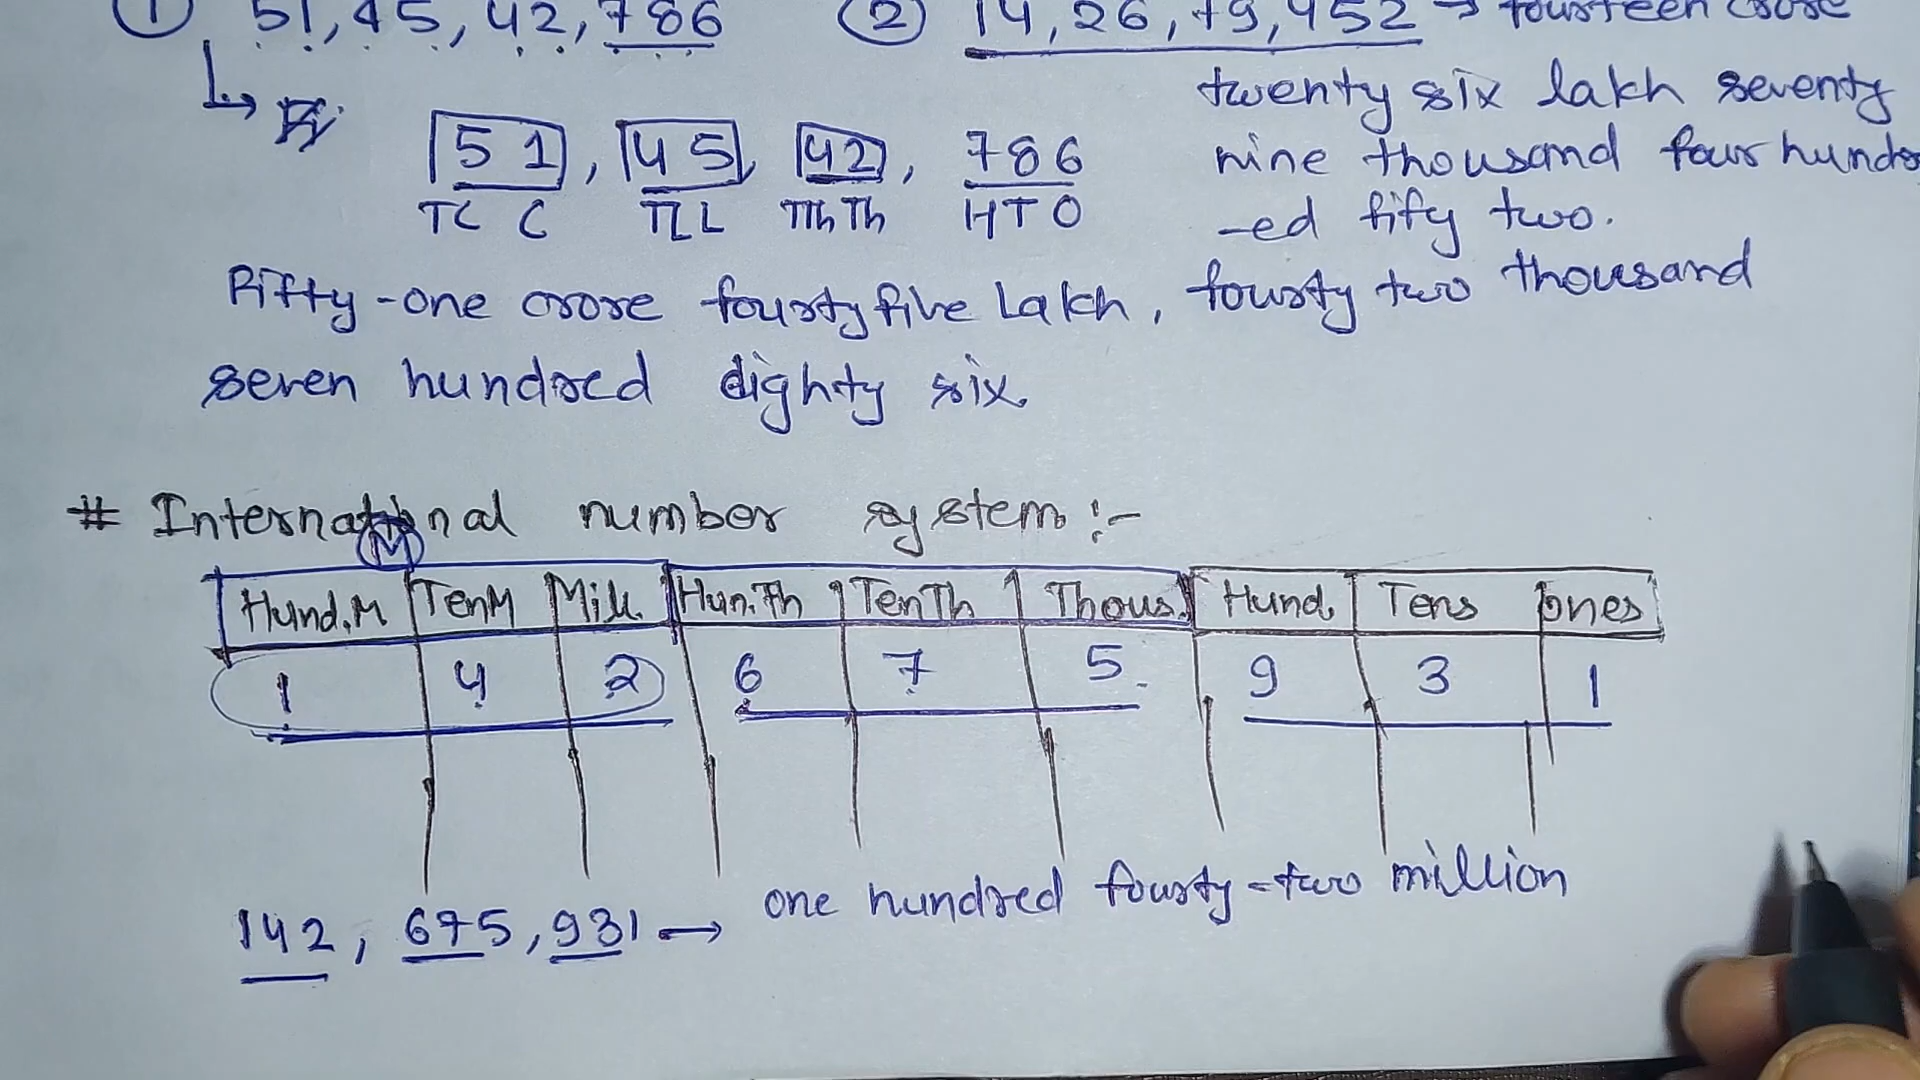 ① 51,45,42,786 ② 14,26,79,452 → fourteen crore
twenty six lakh seventy
nine thousand four hundr
-ed fify two.
51, 45, 42, 786
TC C TL L TTh Th H T O
Fifty-one crore fourty five Lakh, fourty two thousand
seven hundred eighty six.
# International number system :-
M
Hund.M TenM Mill. Hun.Th TenTh Thous. Hund. Tens ones
1 4 2 6 7 5 9 3 1
142, 675, 931 → one hundred fourty-two million